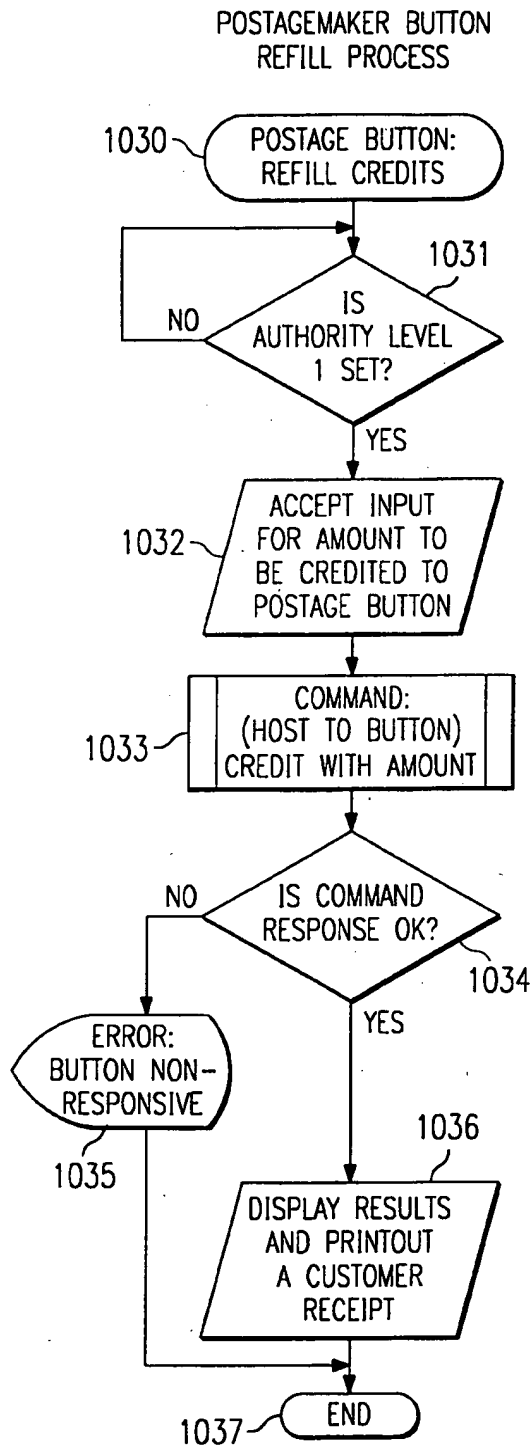 POSTAGEMAKER BUTTON
REFILL PROCESS
1030
POSTAGE BUTTON:
REFILL CREDITS
1031
IS
AUTHORITY LEVEL
1 SET?
NO
YES
1032
ACCEPT INPUT
FOR AMOUNT TO
BE CREDITED TO
POSTAGE BUTTON
1033
COMMAND:
(HOST TO BUTTON)
CREDIT WITH AMOUNT
NO
IS COMMAND
RESPONSE OK?
1034
YES
ERROR:
BUTTON NON-
RESPONSIVE
1035
1036
DISPLAY RESULTS
AND PRINTOUT
A CUSTOMER
RECEIPT
1037
END